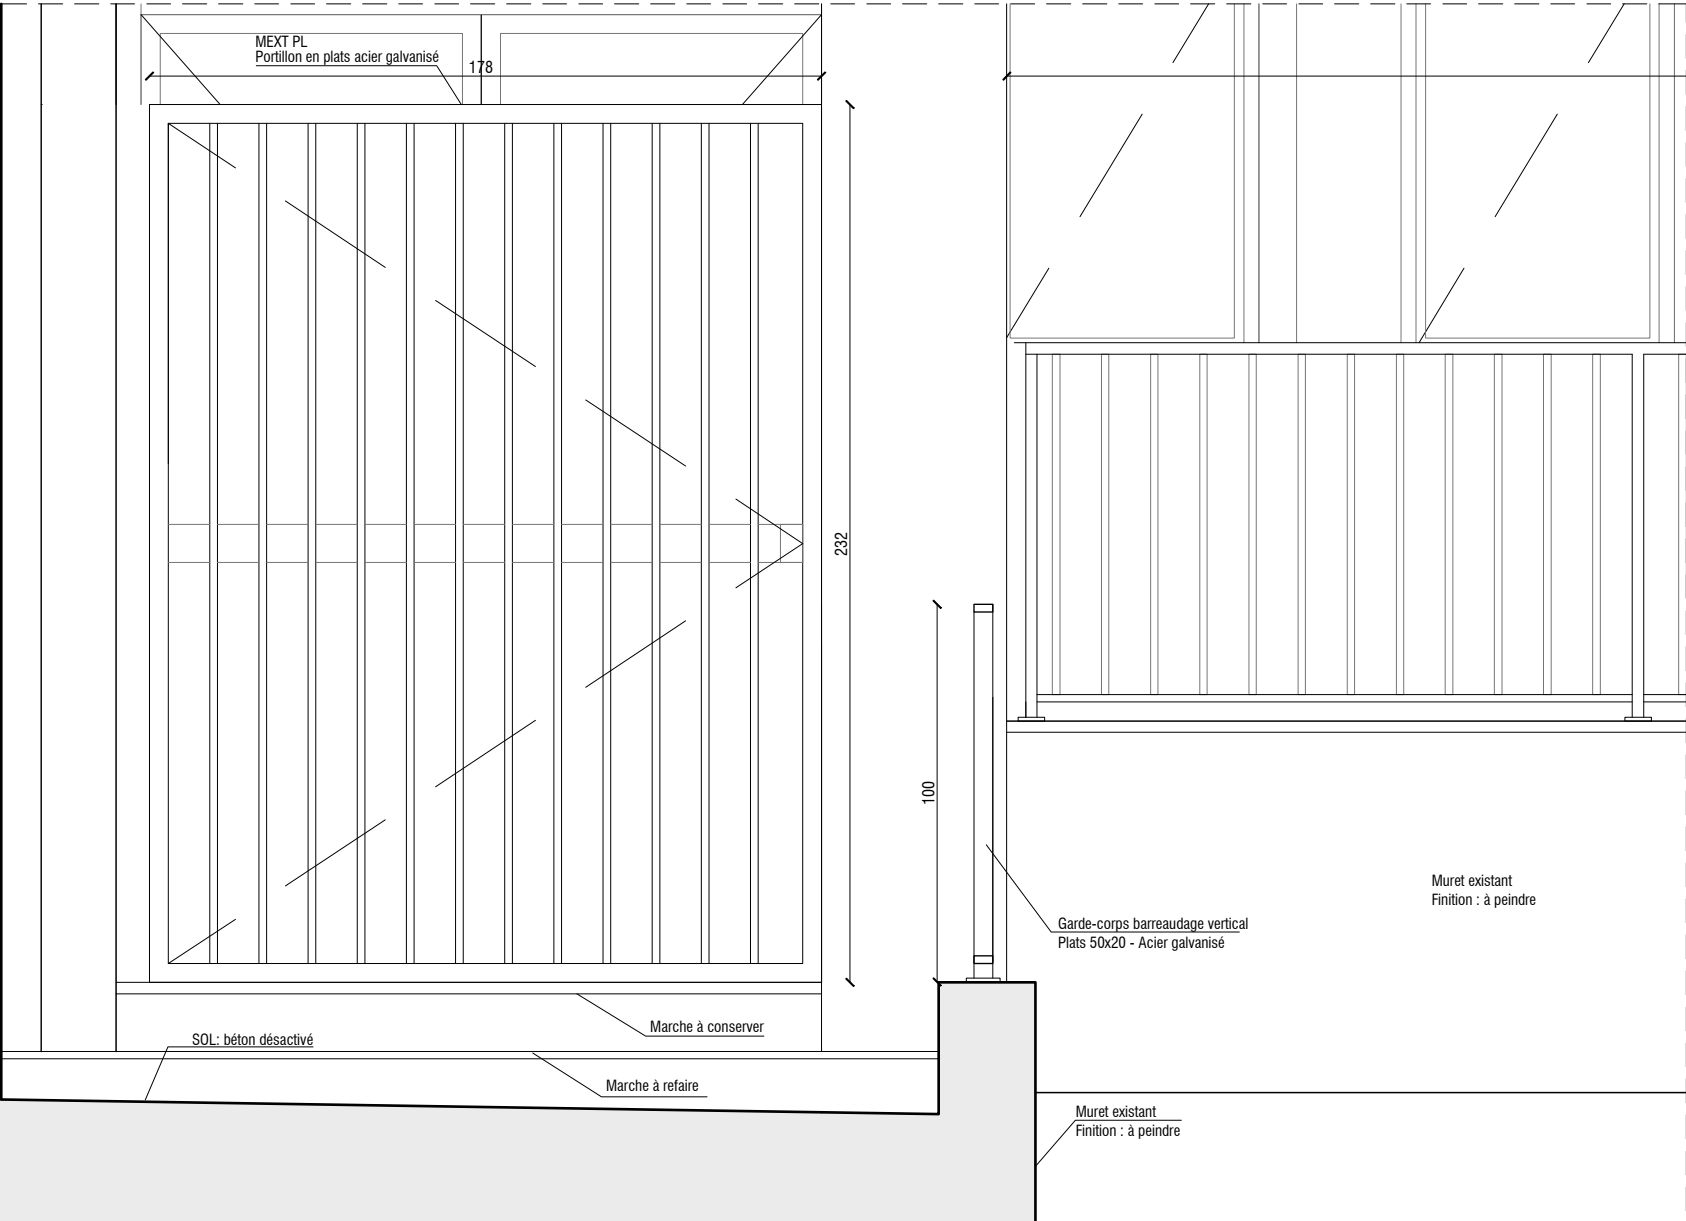 MEXT PL
Portillon en plats acier galvanisé
178
232
100
Muret existant
Finition : à peindre
Garde-corps barreaudage vertical
Plats 50x20 - Acier galvanisé
Marche à conserver
SOL: béton désactivé
Marche à refaire
Muret existant
Finition : à peindre